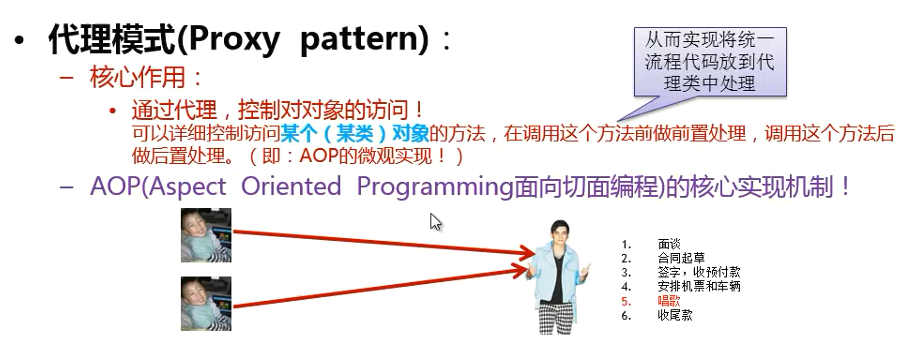 • 代理模式(Proxy pattern)：
从而实现将统一
流程代码放到代
理类中处理
– 核心作用：
• 通过代理，控制对对象的访问！
可以详细控制访问某个（某类）对象的方法，在调用这个方法前做前置处理，调用这个方法后
做后置处理。（即：AOP的微观实现！）
– AOP(Aspect Oriented Programming面向切面编程)的核心实现机制！
1. 面谈
2. 合同起草
3. 签字，收预付款
4. 安排机票和车辆
5. 唱歌
6. 收尾款